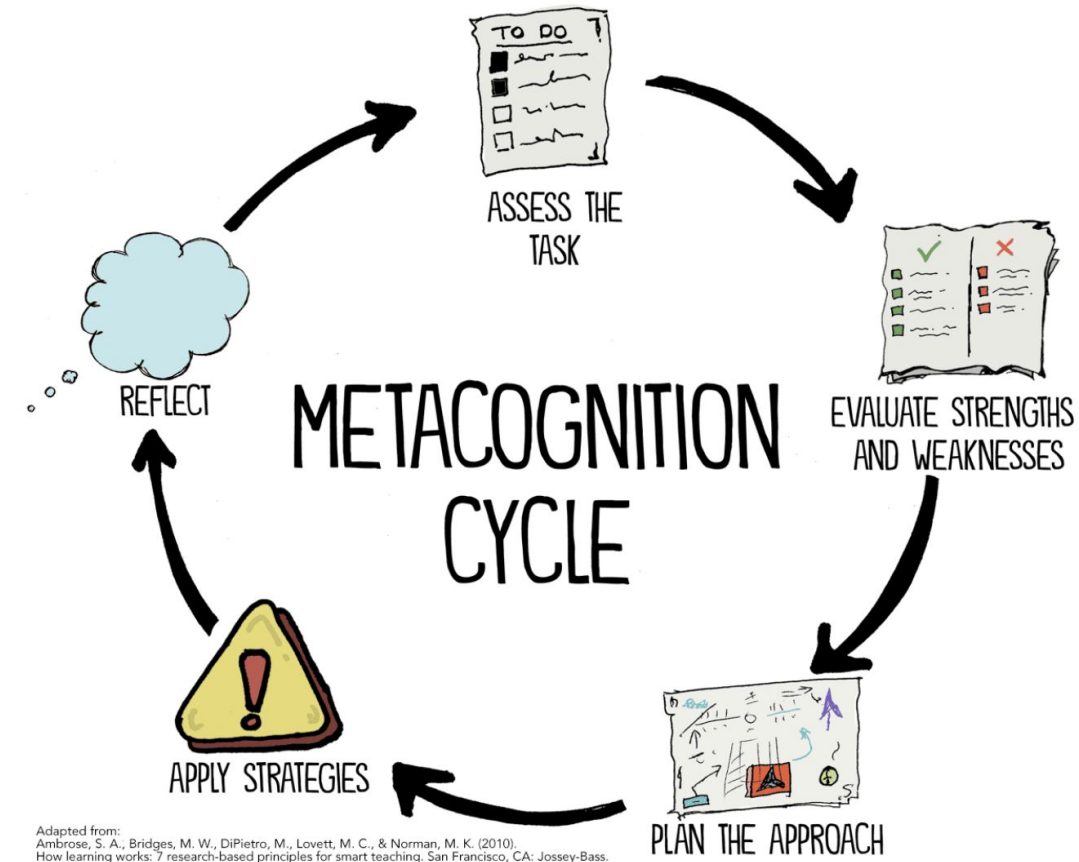 TO DO
ASSESS THE
TASK
EVALUATE STRENGTHS
AND WEAKNESSES
REFLECT
METACOGNITION
CYCLE
APPLY STRATEGIES
PLAN THE APPROACH
Adapted from:
Ambrose, S. A., Bridges, M. W., DiPietro, M., Lovett, M. C., & Norman, M. K. (2010).
How learning works: 7 research-based principles for smart teaching. San Francisco, CA: Jossey-Bass.